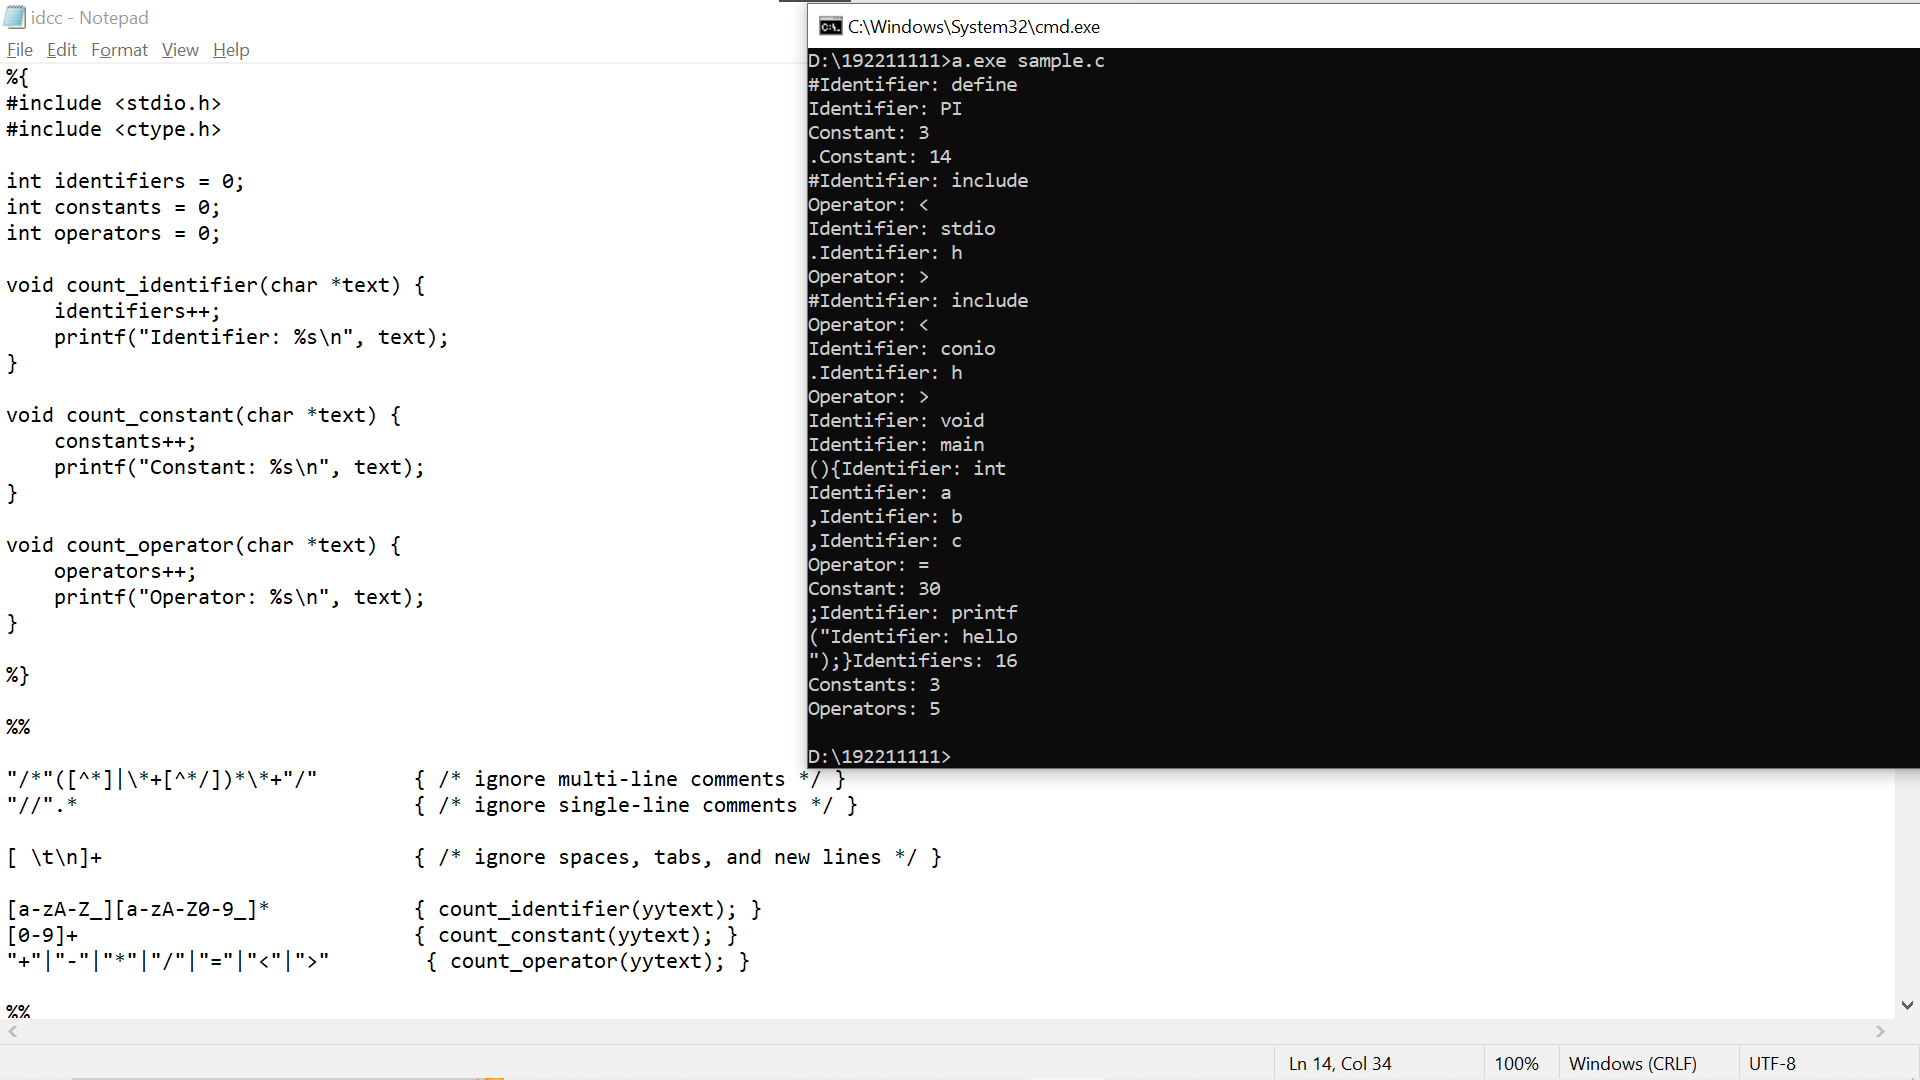 idcc - Notepad
File Edit Format View Help
%{
#include <stdio.h>
#include <ctype.h>
int identifiers = 0;
int constants = 0;
int operators = 0;
void count_identifier(char *text) {
    identifiers++;
    printf("Identifier: %s\n", text);
}
void count_constant(char *text) {
    constants++;
    printf("Constant: %s\n", text);
}
void count_operator(char *text) {
    operators++;
    printf("Operator: %s\n", text);
}
%}
%%
"/*"([^*]|\*+[^*/])*\*+"/"        { /* ignore multi-line comments */ }
"//".*                            { /* ignore single-line comments */ }
[ \t\n]+                          { /* ignore spaces, tabs, and new lines */ }
[a-zA-Z_][a-zA-Z0-9_]*            { count_identifier(yytext); }
[0-9]+                            { count_constant(yytext); }
"+"|"-"|"*"|"/"|"="|"<"|">"        { count_operator(yytext); }
%%
C:\Windows\System32\cmd.exe
D:\192211111>a.exe sample.c
#Identifier: define
Identifier: PI
Constant: 3
.Constant: 14
#Identifier: include
Operator: <
Identifier: stdio
.Identifier: h
Operator: >
#Identifier: include
Operator: <
Identifier: conio
.Identifier: h
Operator: >
Identifier: void
Identifier: main
(){Identifier: int
Identifier: a
,Identifier: b
,Identifier: c
Operator: =
Constant: 30
;Identifier: printf
("Identifier: hello
");}Identifiers: 16
Constants: 3
Operators: 5
D:\192211111>
Ln 14, Col 34
100%
Windows (CRLF)
UTF-8